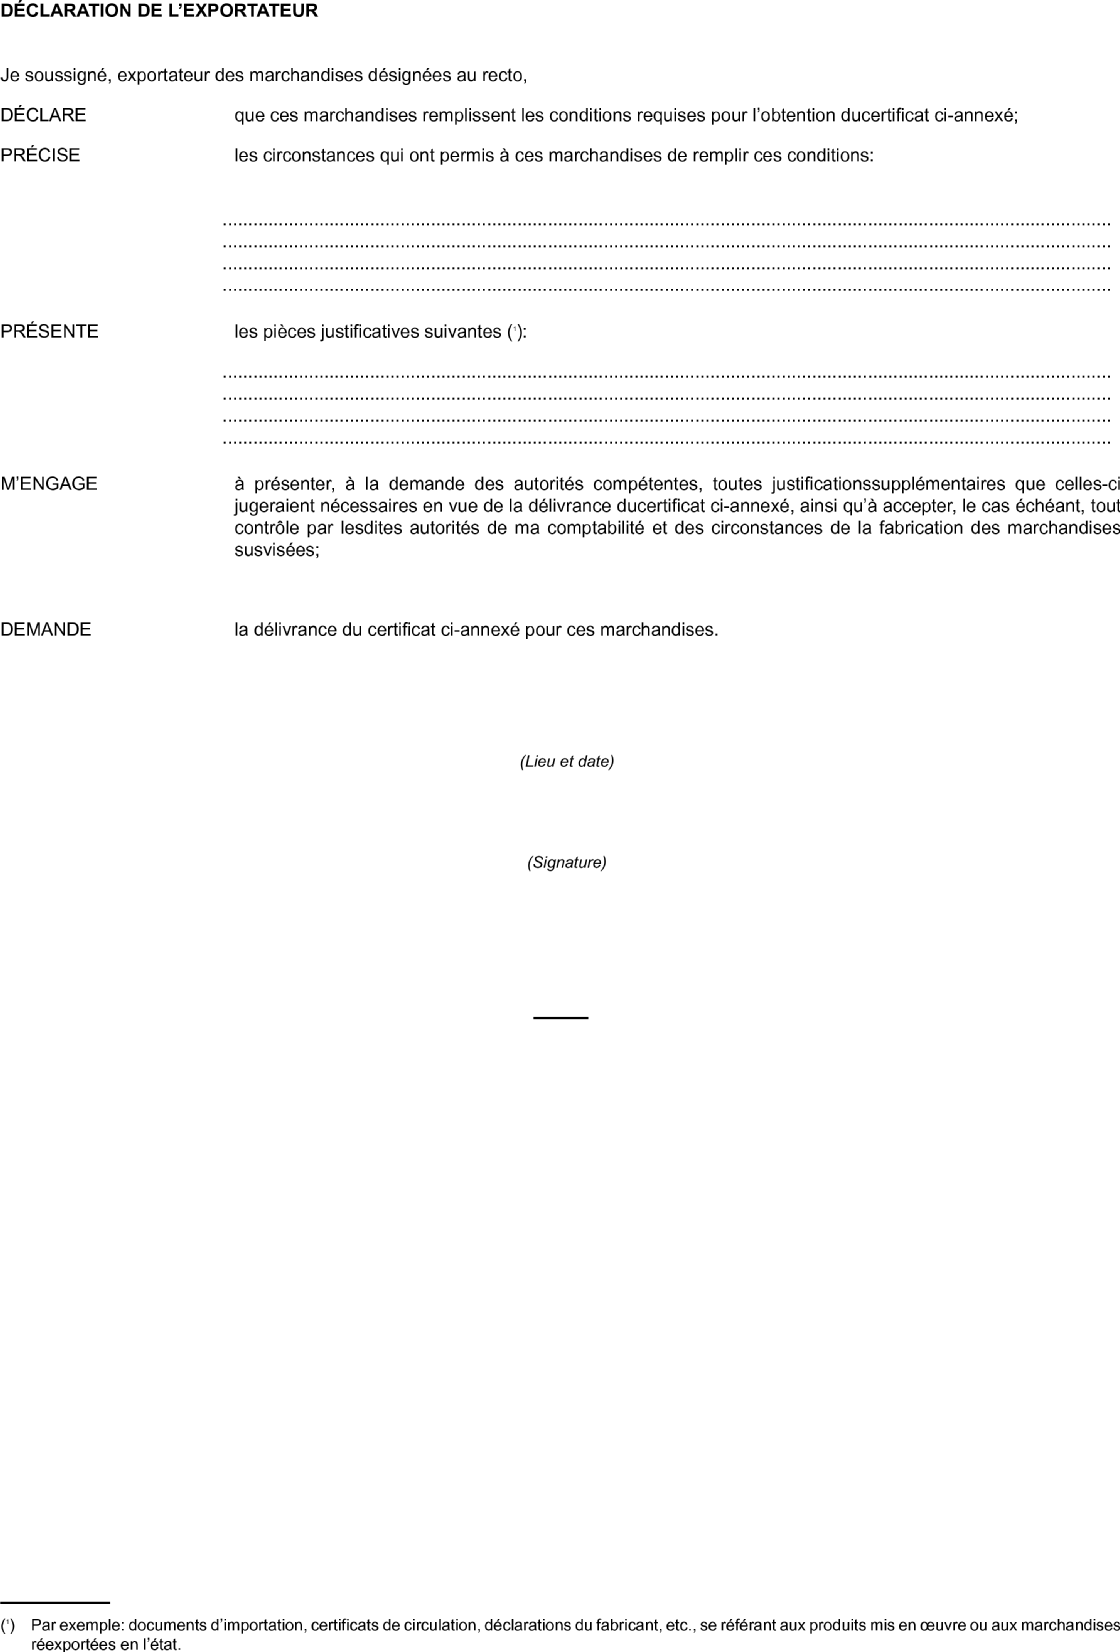 DÉCLARATION DE L’EXPORTATEUR
Je soussigné, exportateur des marchandises désignées au recto,
DÉCLARE que ces marchandises remplissent les conditions requises pour l’obtention ducertificat ci-annexé;
PRÉCISE les circonstances qui ont permis à ces marchandises de remplir ces conditions:
..........................................................................................
..........................................................................................
..........................................................................................
..........................................................................................
PRÉSENTE les pièces justificatives suivantes (¹):
..........................................................................................
..........................................................................................
..........................................................................................
..........................................................................................
M’ENGAGE à présenter, à la demande des autorités compétentes, toutes justificationssupplémentaires que celles-ci
jugeraient nécessaires en vue de la délivrance ducertificat ci-annexé, ainsi qu’à accepter, le cas échéant, tout
contrôle par lesdites autorités de ma comptabilité et des circonstances de la fabrication des marchandises
susvisées;
DEMANDE la délivrance du certificat ci-annexé pour ces marchandises.
(Lieu et date)
(Signature)
(¹) Par exemple: documents d’importation, certificats de circulation, déclarations du fabricant, etc., se référant aux produits mis en œuvre ou aux marchandises
réexportées en l’état.